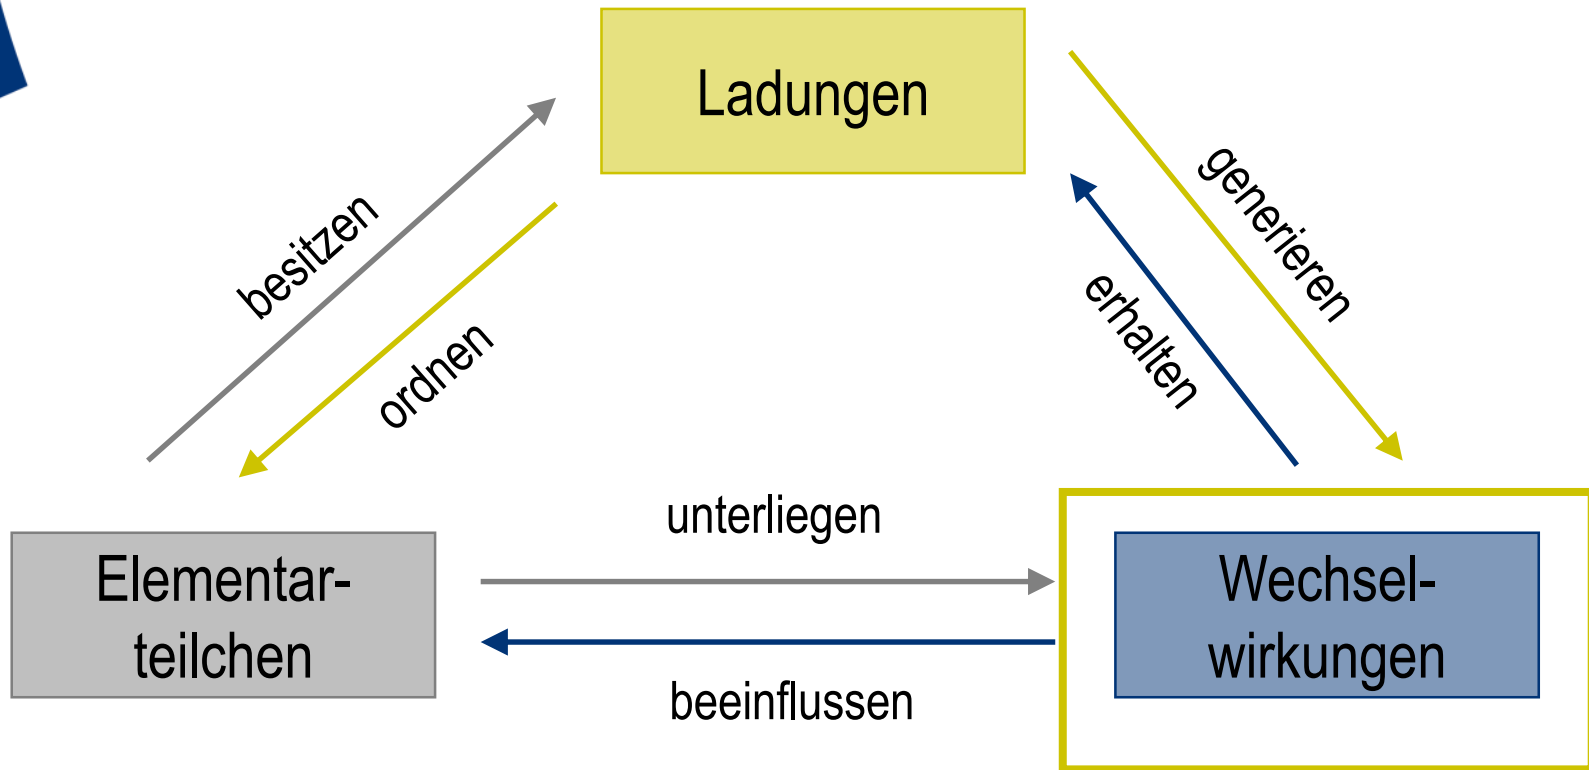 Ladungen
besitzen
ordnen
generieren
erhalten
unterliegen
Elementar-
teilchen
Wechsel-
wirkungen
beeinflussen